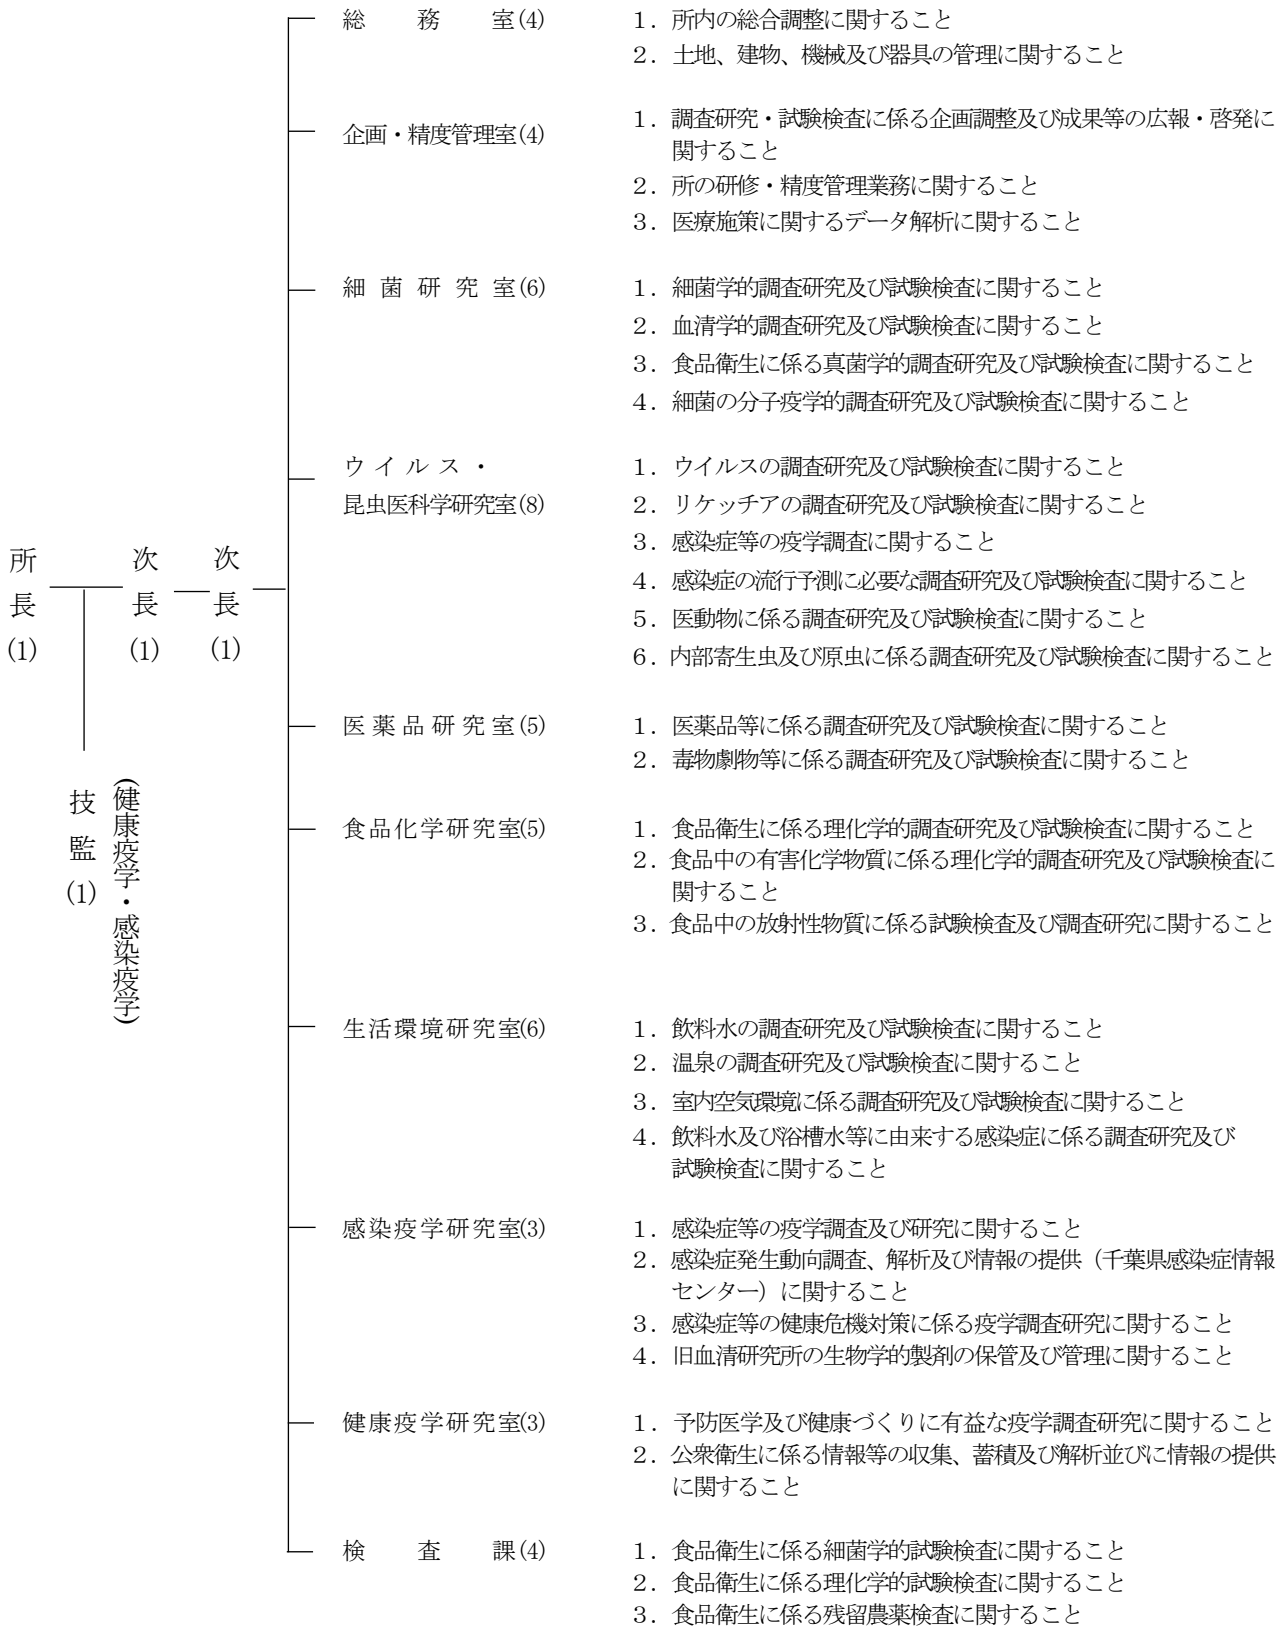 所長(1)
次長(1)
次長(1)
技監(1)
(健康疫学・感染疫学)
総務室(4)
1．所内の総合調整に関すること
2．土地、建物、機械及び器具の管理に関すること
企画・精度管理室(4)
1．調査研究・試験検査に係る企画調整及び成果等の広報・啓発に
関すること
2．所の研修・精度管理業務に関すること
3．医療施策に関するデータ解析に関すること
細菌研究室(6)
1．細菌学的調査研究及び試験検査に関すること
2．血清学的調査研究及び試験検査に関すること
3．食品衛生に係る真菌学的調査研究及び試験検査に関すること
4．細菌の分子疫学的調査研究及び試験検査に関すること
ウイルス・
昆虫医科学研究室(8)
1．ウイルスの調査研究及び試験検査に関すること
2．リケッチアの調査研究及び試験検査に関すること
3．感染症等の疫学調査に関すること
4．感染症の流行予測に必要な調査研究及び試験検査に関すること
5．医動物に係る調査研究及び試験検査に関すること
6．内部寄生虫及び原虫に係る調査研究及び試験検査に関すること
医薬品研究室(5)
1．医薬品等に係る調査研究及び試験検査に関すること
2．毒物劇物等に係る調査研究及び試験検査に関すること
食品化学研究室(5)
1．食品衛生に係る理化学的調査研究及び試験検査に関すること
2．食品中の有害化学物質に係る理化学的調査研究及び試験検査に
関すること
3．食品中の放射性物質に係る試験検査及び調査研究に関すること
生活環境研究室(6)
1．飲料水の調査研究及び試験検査に関すること
2．温泉の調査研究及び試験検査に関すること
3．室内空気環境に係る調査研究及び試験検査に関すること
4．飲料水及び浴槽水等に由来する感染症に係る調査研究及び
試験検査に関すること
感染疫学研究室(3)
1．感染症等の疫学調査及び研究に関すること
2．感染症発生動向調査、解析及び情報の提供（千葉県感染症情報
センター）に関すること
3．感染症等の健康危機対策に係る疫学調査研究に関すること
4．旧血清研究所の生物学的製剤の保管及び管理に関すること
健康疫学研究室(3)
1．予防医学及び健康づくりに有益な疫学調査研究に関すること
2．公衆衛生に係る情報等の収集、蓄積及び解析並びに情報の提供
に関すること
検査課(4)
1．食品衛生に係る細菌学的試験検査に関すること
2．食品衛生に係る理化学的試験検査に関すること
3．食品衛生に係る残留農薬検査に関すること